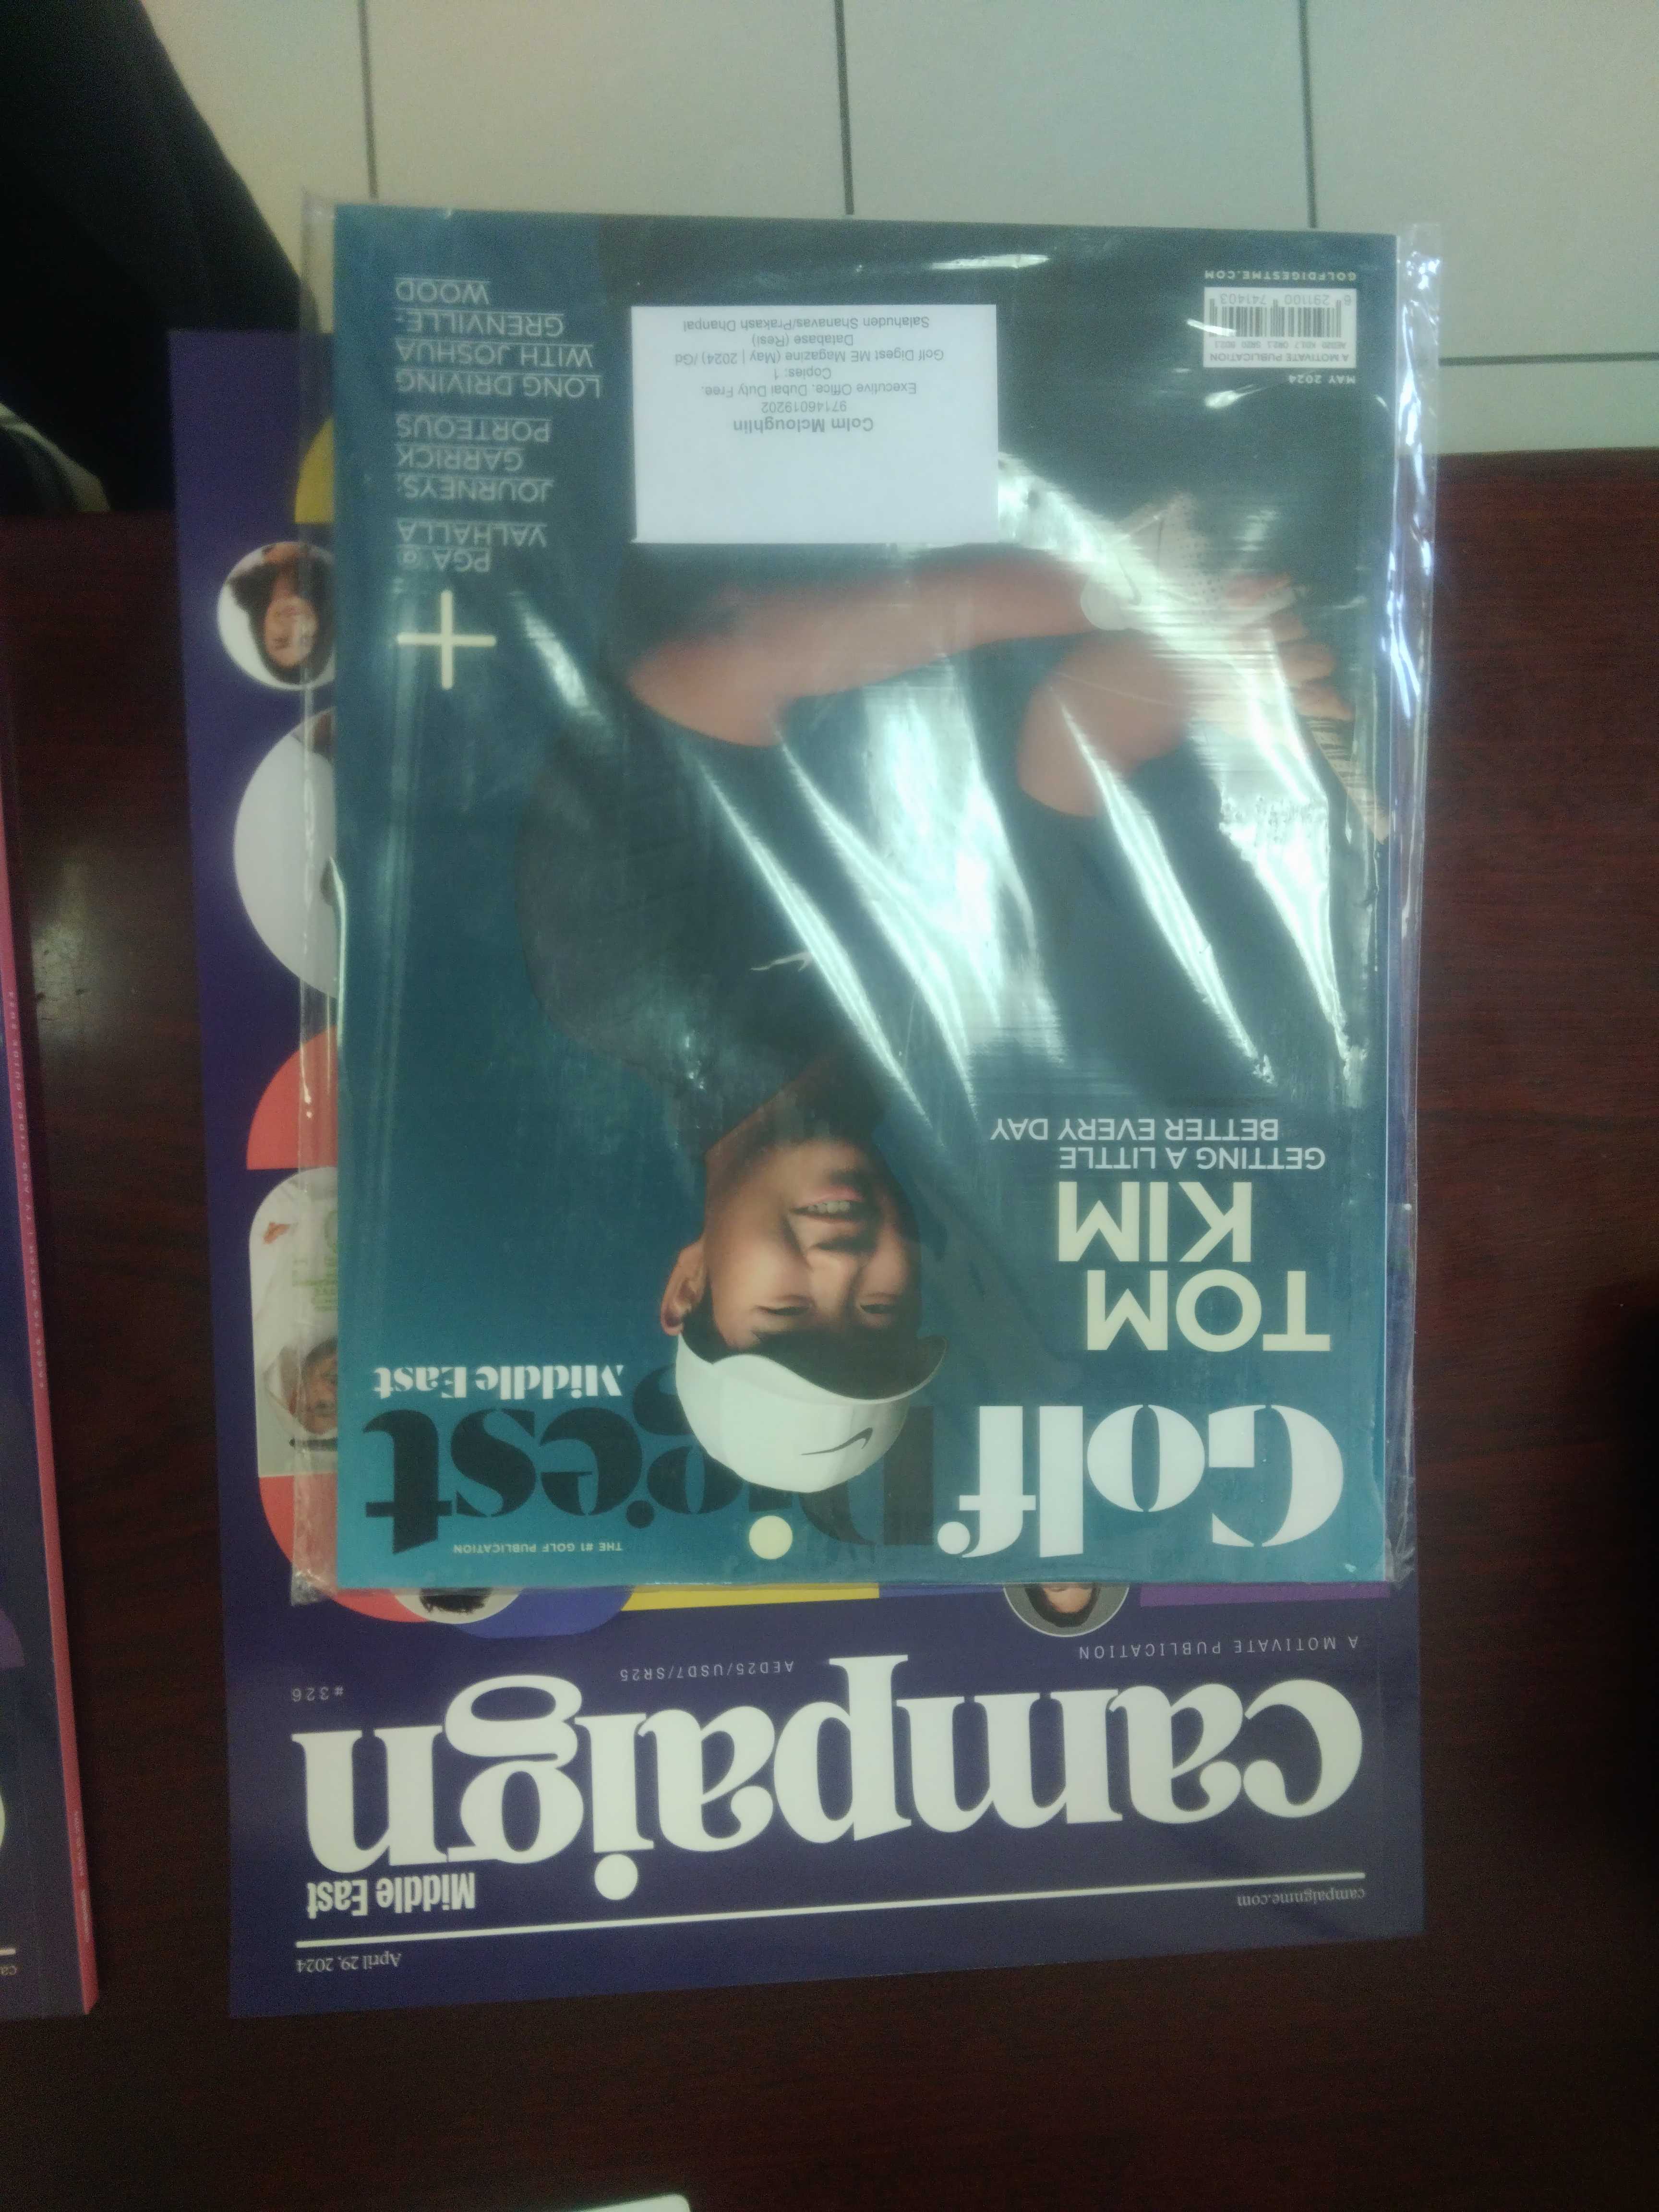 THE #1 GOLF PUBLICATION
Golf Digest
Middle East
TOM
KIM
GETTING A LITTLE
BETTER EVERY DAY
+
PGA @
VALHALLA
JOURNEYS:
GARRICK
PORTEOUS
LONG DRIVING
WITH JOSHUA
GRENVILLE-
WOOD
Colm Mcloughlin
97146019202
Executive Office, Dubai Duty Free.
Copies: 1
Golf Digest ME Magazine (May | 2024) /Gd
Database (Resi)
Salahuden Shanavas/Prakash Dhanpal
MAY 2024
A MOTIVATE PUBLICATION
6 291100 741403
GOLFDIGESTME.COM
April 29, 2024
campaignme.com
Middle East
campaign
#326
AED25/USD7/SR25
A MOTIVATE PUBLICATION